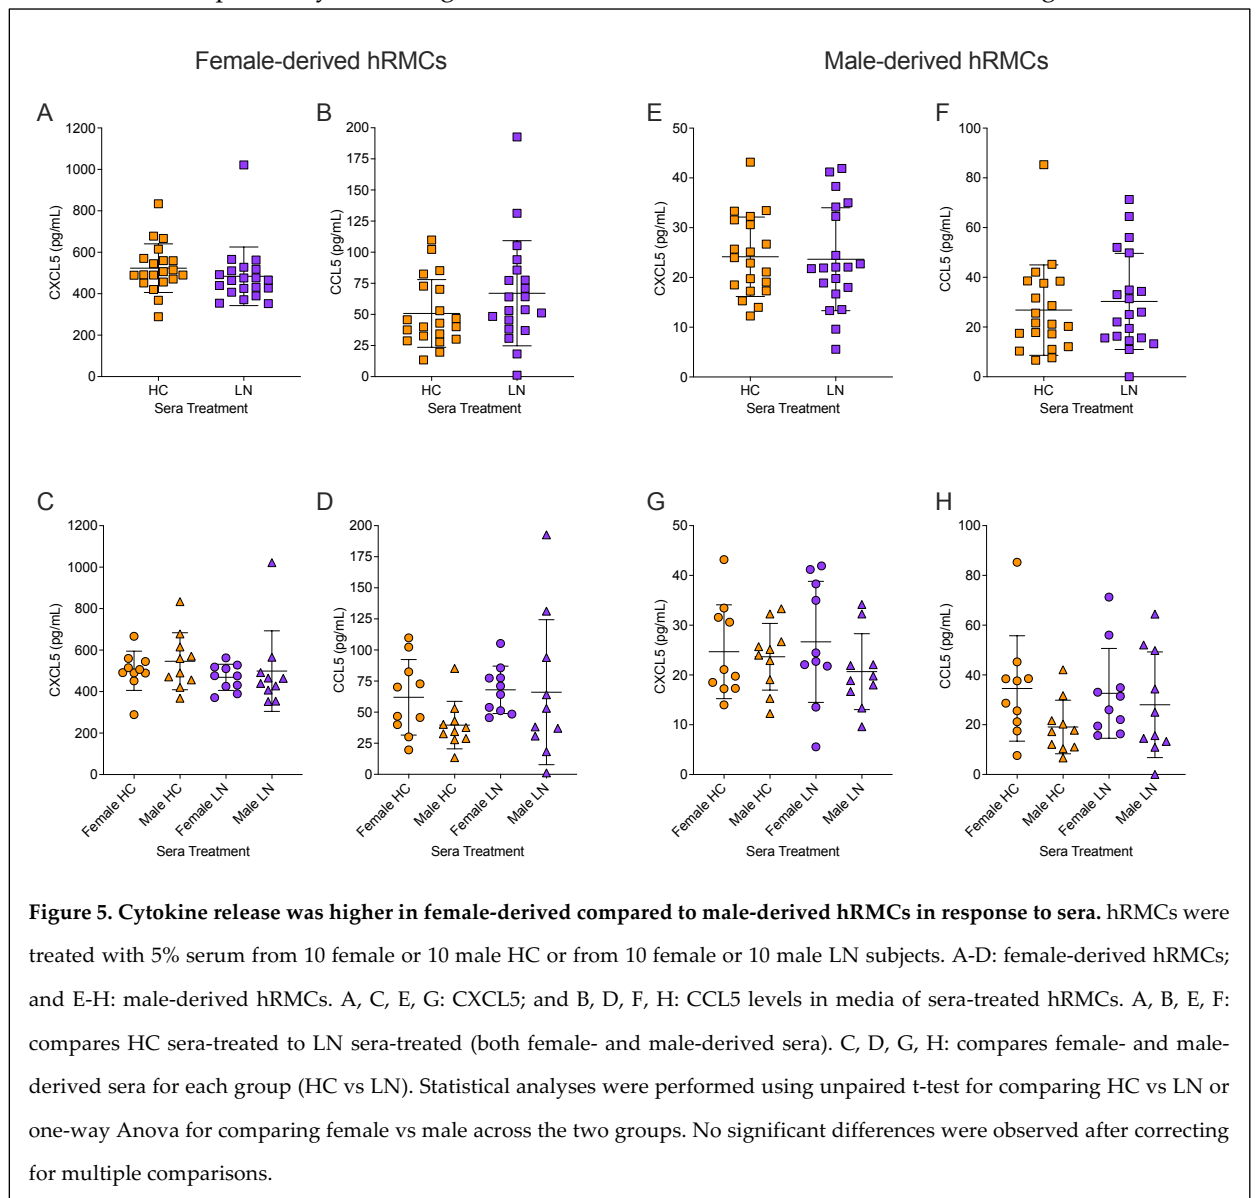 Female-derived hRMCs
Male-derived hRMCs
A
1200
1000
800
600
400
200
0
CXCL5 (pg/mL)
HC
LN
Sera Treatment
B
200
175
150
125
100
75
50
25
0
CCL5 (pg/mL)
HC
LN
Sera Treatment
E
50
40
30
20
10
0
CXCL5 (pg/mL)
HC
LN
Sera Treatment
F
100
80
60
40
20
0
CCL5 (pg/mL)
HC
LN
Sera Treatment
C
1200
1000
800
600
400
200
0
CXCL5 (pg/mL)
Female HC
Male HC
Female LN
Male LN
Sera Treatment
D
200
175
150
125
100
75
50
25
0
CCL5 (pg/mL)
Female HC
Male HC
Female LN
Male LN
Sera Treatment
G
50
40
30
20
10
0
CXCL5 (pg/mL)
Female HC
Male HC
Female LN
Male LN
Sera Treatment
H
100
80
60
40
20
0
CCL5 (pg/mL)
Female HC
Male HC
Female LN
Male LN
Sera Treatment
Figure 5. Cytokine release was higher in female-derived compared to male-derived hRMCs in response to sera. hRMCs were
treated with 5% serum from 10 female or 10 male HC or from 10 female or 10 male LN subjects. A-D: female-derived hRMCs;
and E-H: male-derived hRMCs. A, C, E, G: CXCL5; and B, D, F, H: CCL5 levels in media of sera-treated hRMCs. A, B, E, F:
compares HC sera-treated to LN sera-treated (both female- and male-derived sera). C, D, G, H: compares female- and male-
derived sera for each group (HC vs LN). Statistical analyses were performed using unpaired t-test for comparing HC vs LN or
one-way Anova for comparing female vs male across the two groups. No significant differences were observed after correcting
for multiple comparisons.